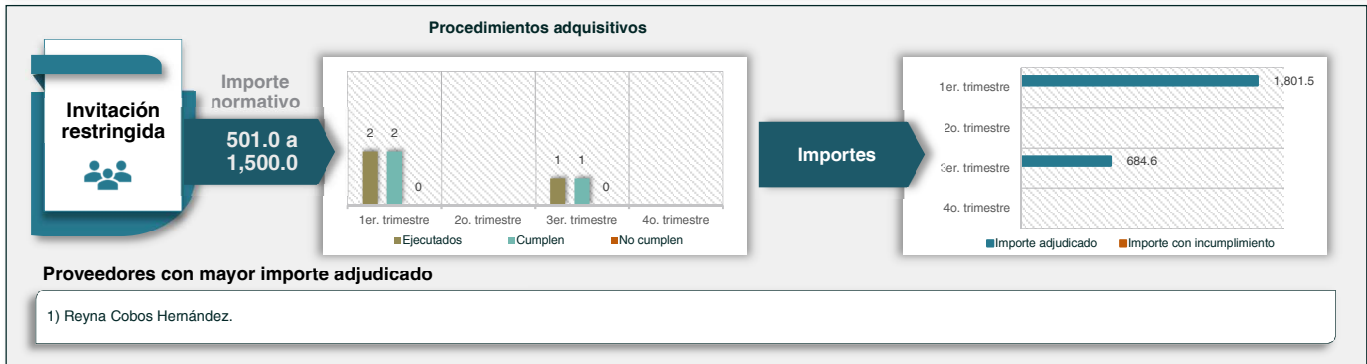 Procedimientos adquisitivos
Invitación
restringida
Importe
normativo
501.0 a
1,500.0
2 2
0
1 1
0
1er. trimestre 2o. trimestre 3er. trimestre 4o. trimestre
Ejecutados Cumplen No cumplen
Importes
1er. trimestre 1,801.5
2o. trimestre
3er. trimestre 684.6
4o. trimestre
Importe adjudicado Importe con incumplimiento
Proveedores con mayor importe adjudicado
1) Reyna Cobos Hernández.